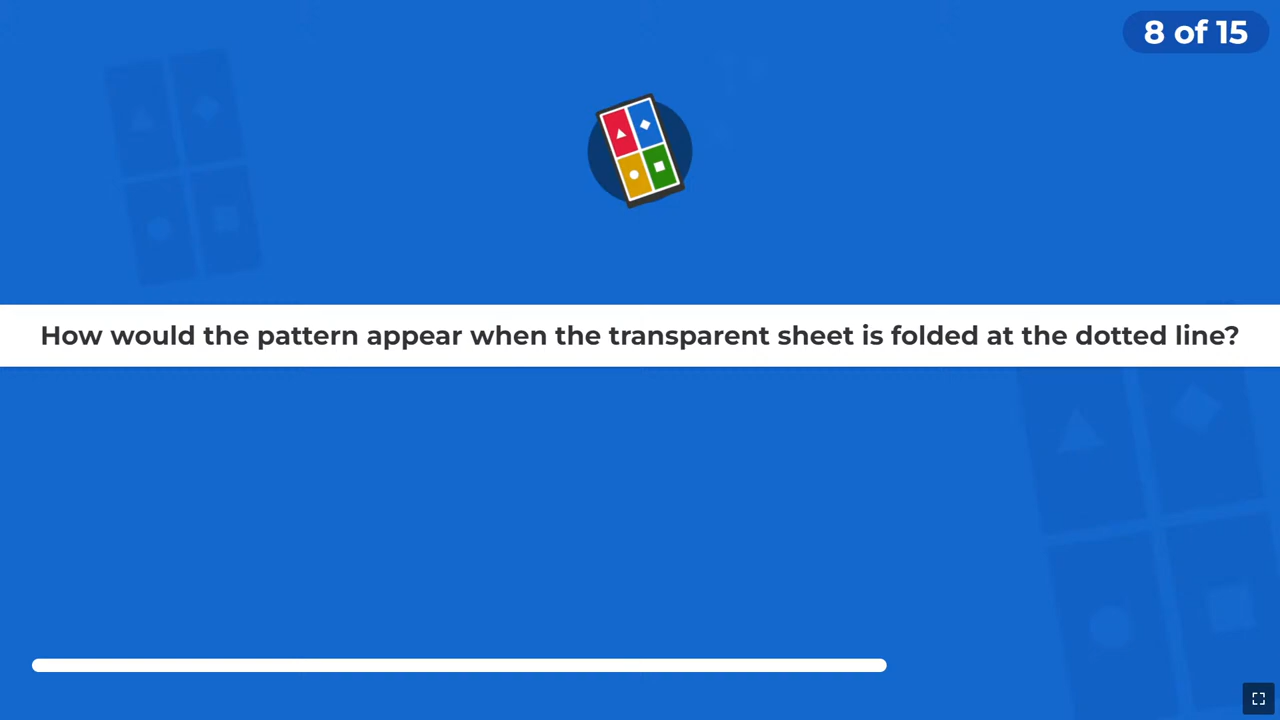 8 of 15
How would the pattern appear when the transparent sheet is folded at the dotted line?